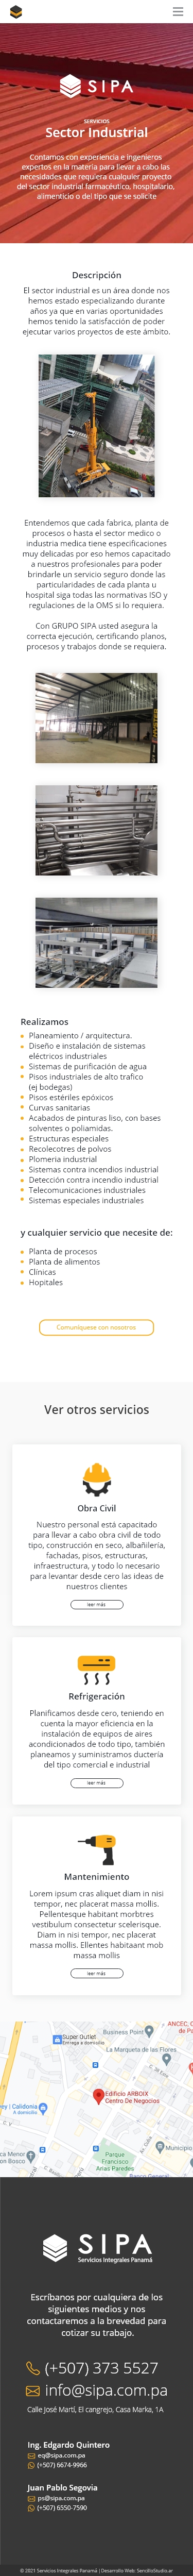 SIPA
SERVICIOS
Sector Industrial
Contamos con experiencia e ingenieros
expertos en la materia para llevar a cabo las
necesidades que requiera cualquier proyecto
del sector industrial farmacéutico, hospitalario,
alimenticio o del tipo que se solicite
Descripción
El sector industrial es un área donde nos
hemos estado especializando durante
años ya que en varias oportunidades
hemos tenido la satisfacción de poder
ejecutar varios proyectos de este ámbito.
Entendemos que cada fabrica, planta de
procesos o hasta el sector medico o
industria medica tiene especificaciones
muy delicadas por eso hemos capacitado
a nuestros profesionales para poder
brindarle un servicio seguro donde las
particularidades de cada planta u
hospital siga todas las normativas ISO y
regulaciones de la OMS si lo requiera.
Con GRUPO SIPA usted asegura la
correcta ejecución, certificando planos,
procesos y trabajos donde se requiera.
Realizamos
Planeamiento / arquitectura.
Diseño e instalación de sistemas
eléctricos industriales
Sistemas de purificación de agua
Pisos industriales de alto trafico
(ej bodegas)
Pisos estériles epóxicos
Curvas sanitarias
Acabados de pinturas liso, con bases
solventes o poliamidas.
Estructuras especiales
Recolecotres de polvos
Plomeria industrial
Sistemas contra incendios industrial
Detección contra incendio industrial
Telecomunicaciones industriales
Sistemas especiales industriales
y cualquier servicio que necesite de:
Planta de procesos
Planta de alimentos
Clínicas
Hopitales
Cumuníquese con nosotros
Ver otros servicios
Obra Civil
Nuestro personal está capacitado
para llevar a cabo obra civil de todo
tipo, construcción en seco, albañilería,
fachadas, pisos, estructuras,
infraestructura, y todo lo necesario
para levantar desde cero las ideas de
nuestros clientes
leer más
Refrigeración
Planificamos desde cero, teniendo en
cuenta la mayor eficiencia en la
instalación de equipos de aires
acondicionados de todo tipo, también
planeamos y suministramos ductería
del tipo comercial e industrial
leer más
Mantenimiento
Lorem ipsum cras aliquet diam in nisi
tempor, nec placerat massa mollis.
Pellentesque habitant morbtres
vestibulum consectetur scelerisque.
Diam in nisi tempor, nec placerat
massa mollis. Ellentes habitant mob
massa mollis
leer más
Super Outlet
Entrega a domicilio
Business Point
ANCEC, C
La Marqueta de las Flores
Edificio ARBOIX
Centro De Negocios
Calidonia
A domicilio
Parque
Francisco
Arias Paredes
Municipio
Banco General
SIPA
Servicios Integrales Panamá
Escríbanos por cualquiera de los
siguientes medios y nos
contactaremos a la brevedad para
cotizar su trabajo.
(+507) 373 5527
info@sipa.com.pa
Calle José Martí, El cangrejo, Casa Marka, 1A
Ing. Edgardo Quintero
eq@sipa.com.pa
(+507) 6674-9966
Juan Pablo Segovia
ps@sipa.com.pa
(+507) 6550-7590
© 2021 Servicios Integrales Panamá | Desarrollo Web: SencilloStudio.ar